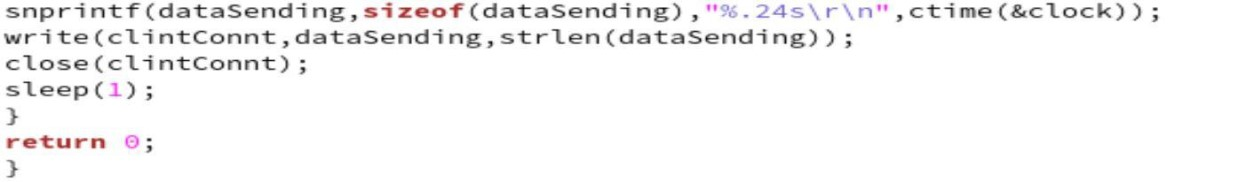 snprintf(dataSending,sizeof(dataSending),"%.24s\r\n",ctime(&clock));
write(clintConnt,dataSending,strlen(dataSending));
close(clintConnt);
sleep(1);
}
return 0;
}